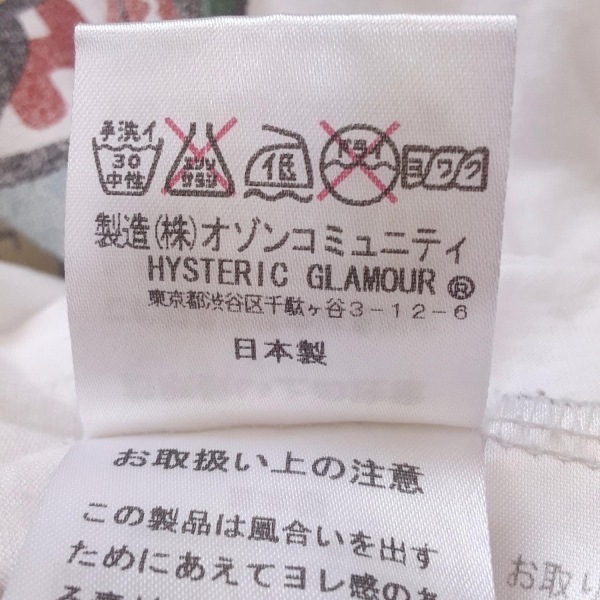 手洗イ
30
中性
エンソ
サラシ
低
ドライ
ヨワク
製造(株)オゾンコミュニティ
HYSTERIC GLAMOUR ®
東京都渋谷区千駄ヶ谷3-12-6
日本製
お取扱い上の注意
この製品は風合いを出す
ためにあえてヨレ感のあ
お取り